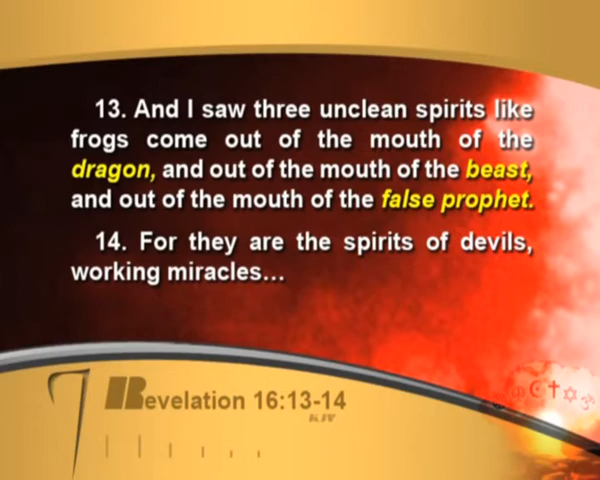 13. And I saw three unclean spirits like
frogs come out of the mouth of the
dragon, and out of the mouth of the beast,
and out of the mouth of the false prophet.
14. For they are the spirits of devils,
working miracles…
Revelation 16:13-14
KJV